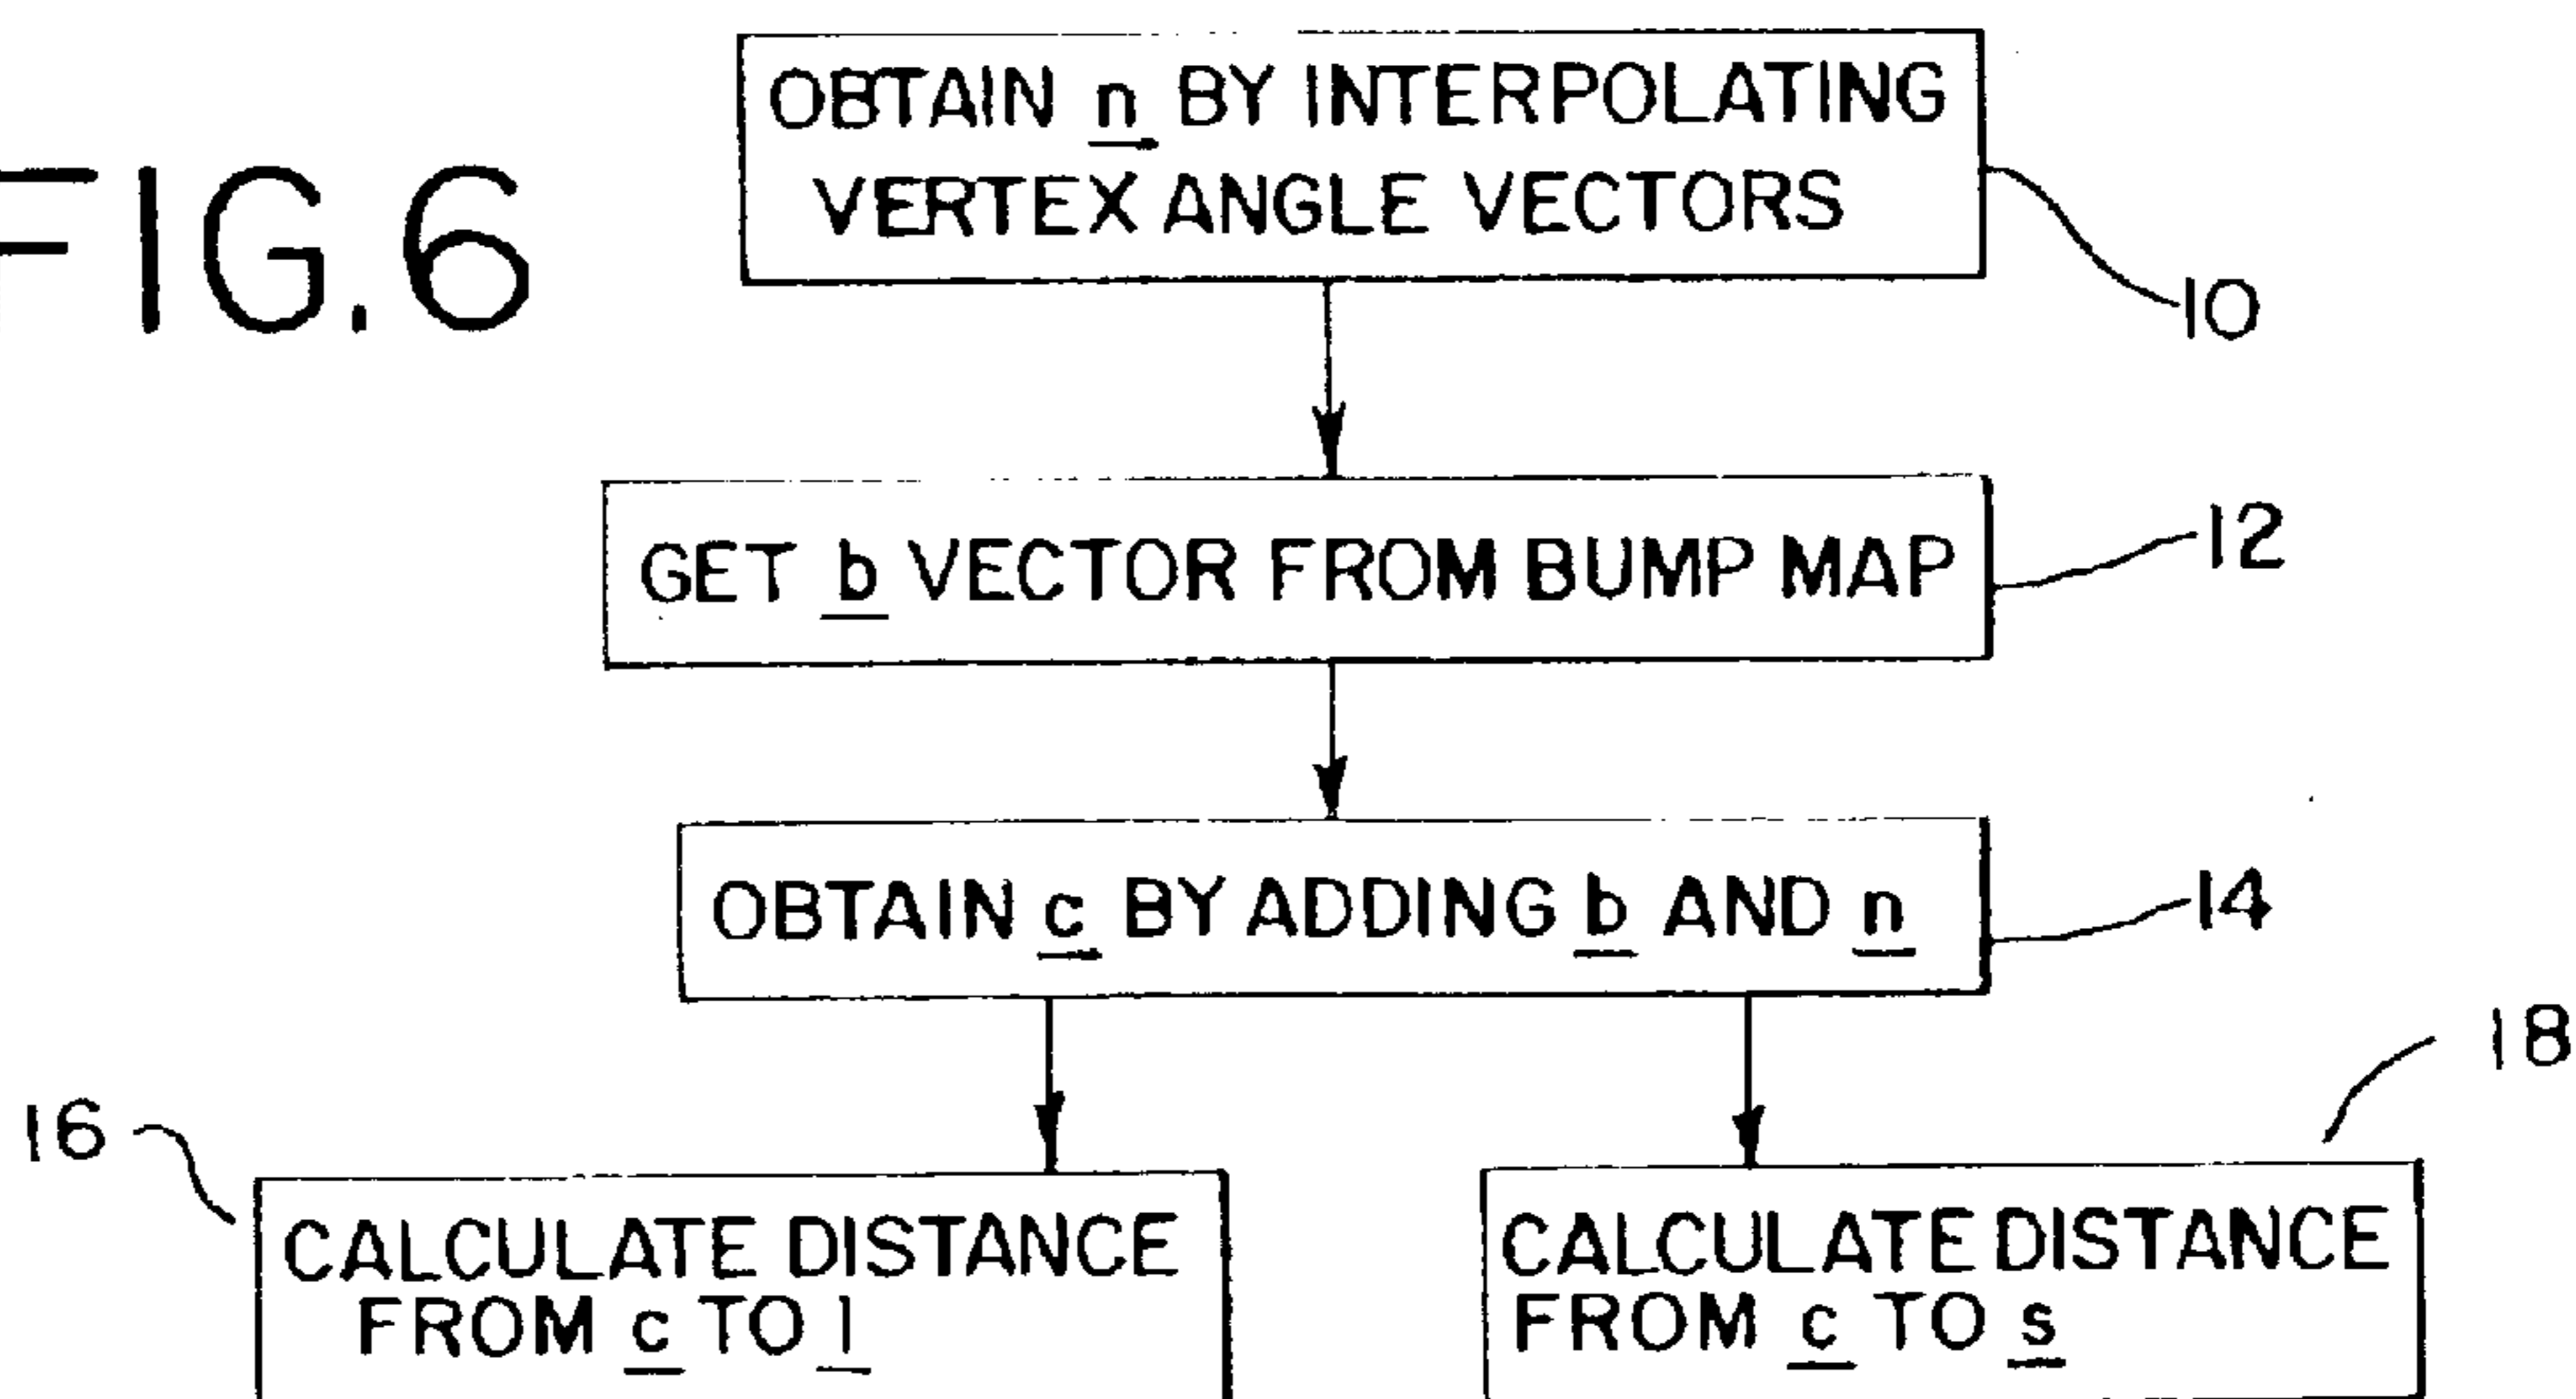 FIG.6
OBTAIN n BY INTERPOLATING
VERTEX ANGLE VECTORS
10
GET b VECTOR FROM BUMP MAP
12
OBTAIN c BY ADDING b AND n
14
16
18
CALCULATE DISTANCE
FROM c TO l
CALCULATE DISTANCE
FROM c TO s